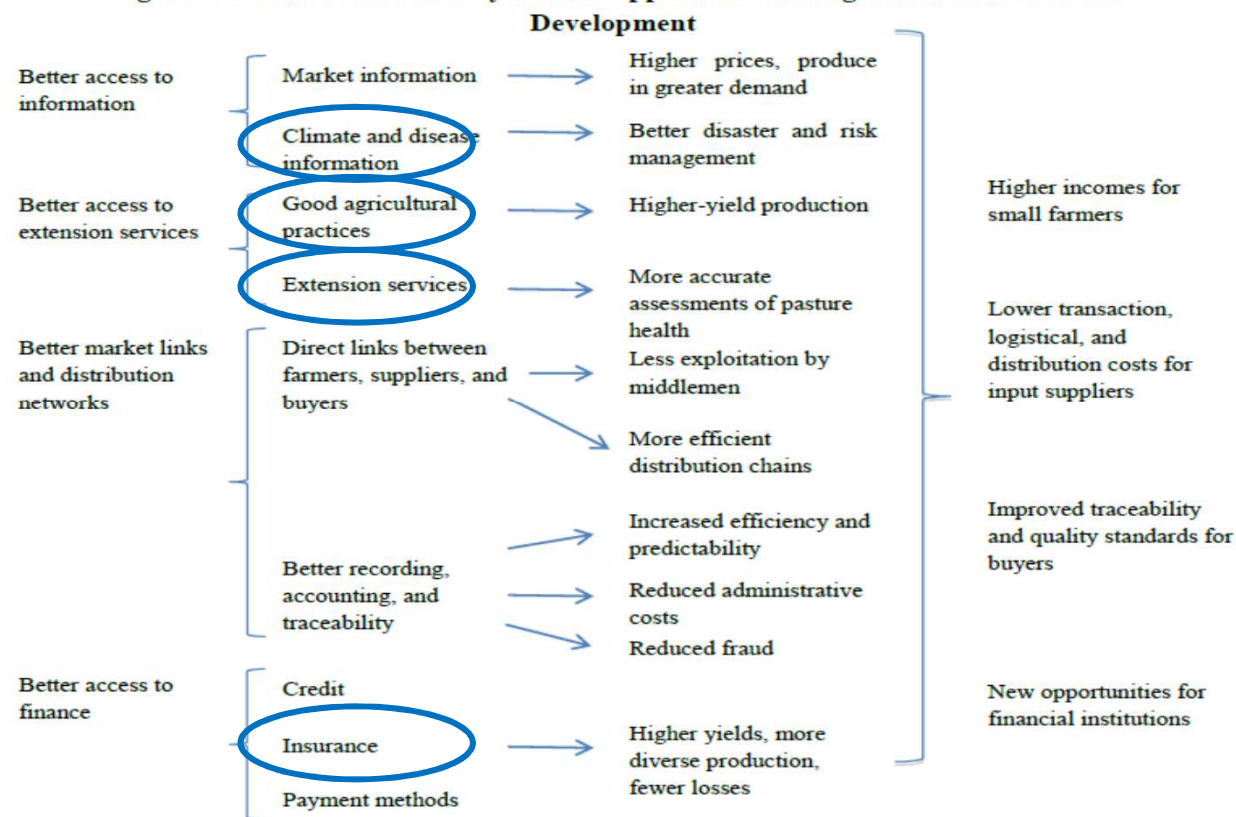 Development
Better access to
information
Market information
Higher prices, produce
in greater demand
Climate and disease
information
Better disaster and risk
management
Better access to
extension services
Good agricultural
practices
Higher-yield production
Extension services
More accurate
assessments of pasture
health
Better market links
and distribution
networks
Direct links between
farmers, suppliers, and
buyers
Less exploitation by
middlemen
More efficient
distribution chains
Better recording,
accounting, and
traceability
Increased efficiency and
predictability
Reduced administrative
costs
Reduced fraud
Better access to
finance
Credit
Insurance
Higher yields, more
diverse production,
fewer losses
Payment methods
Higher incomes for
small farmers
Lower transaction,
logistical, and
distribution costs for
input suppliers
Improved traceability
and quality standards for
buyers
New opportunities for
financial institutions